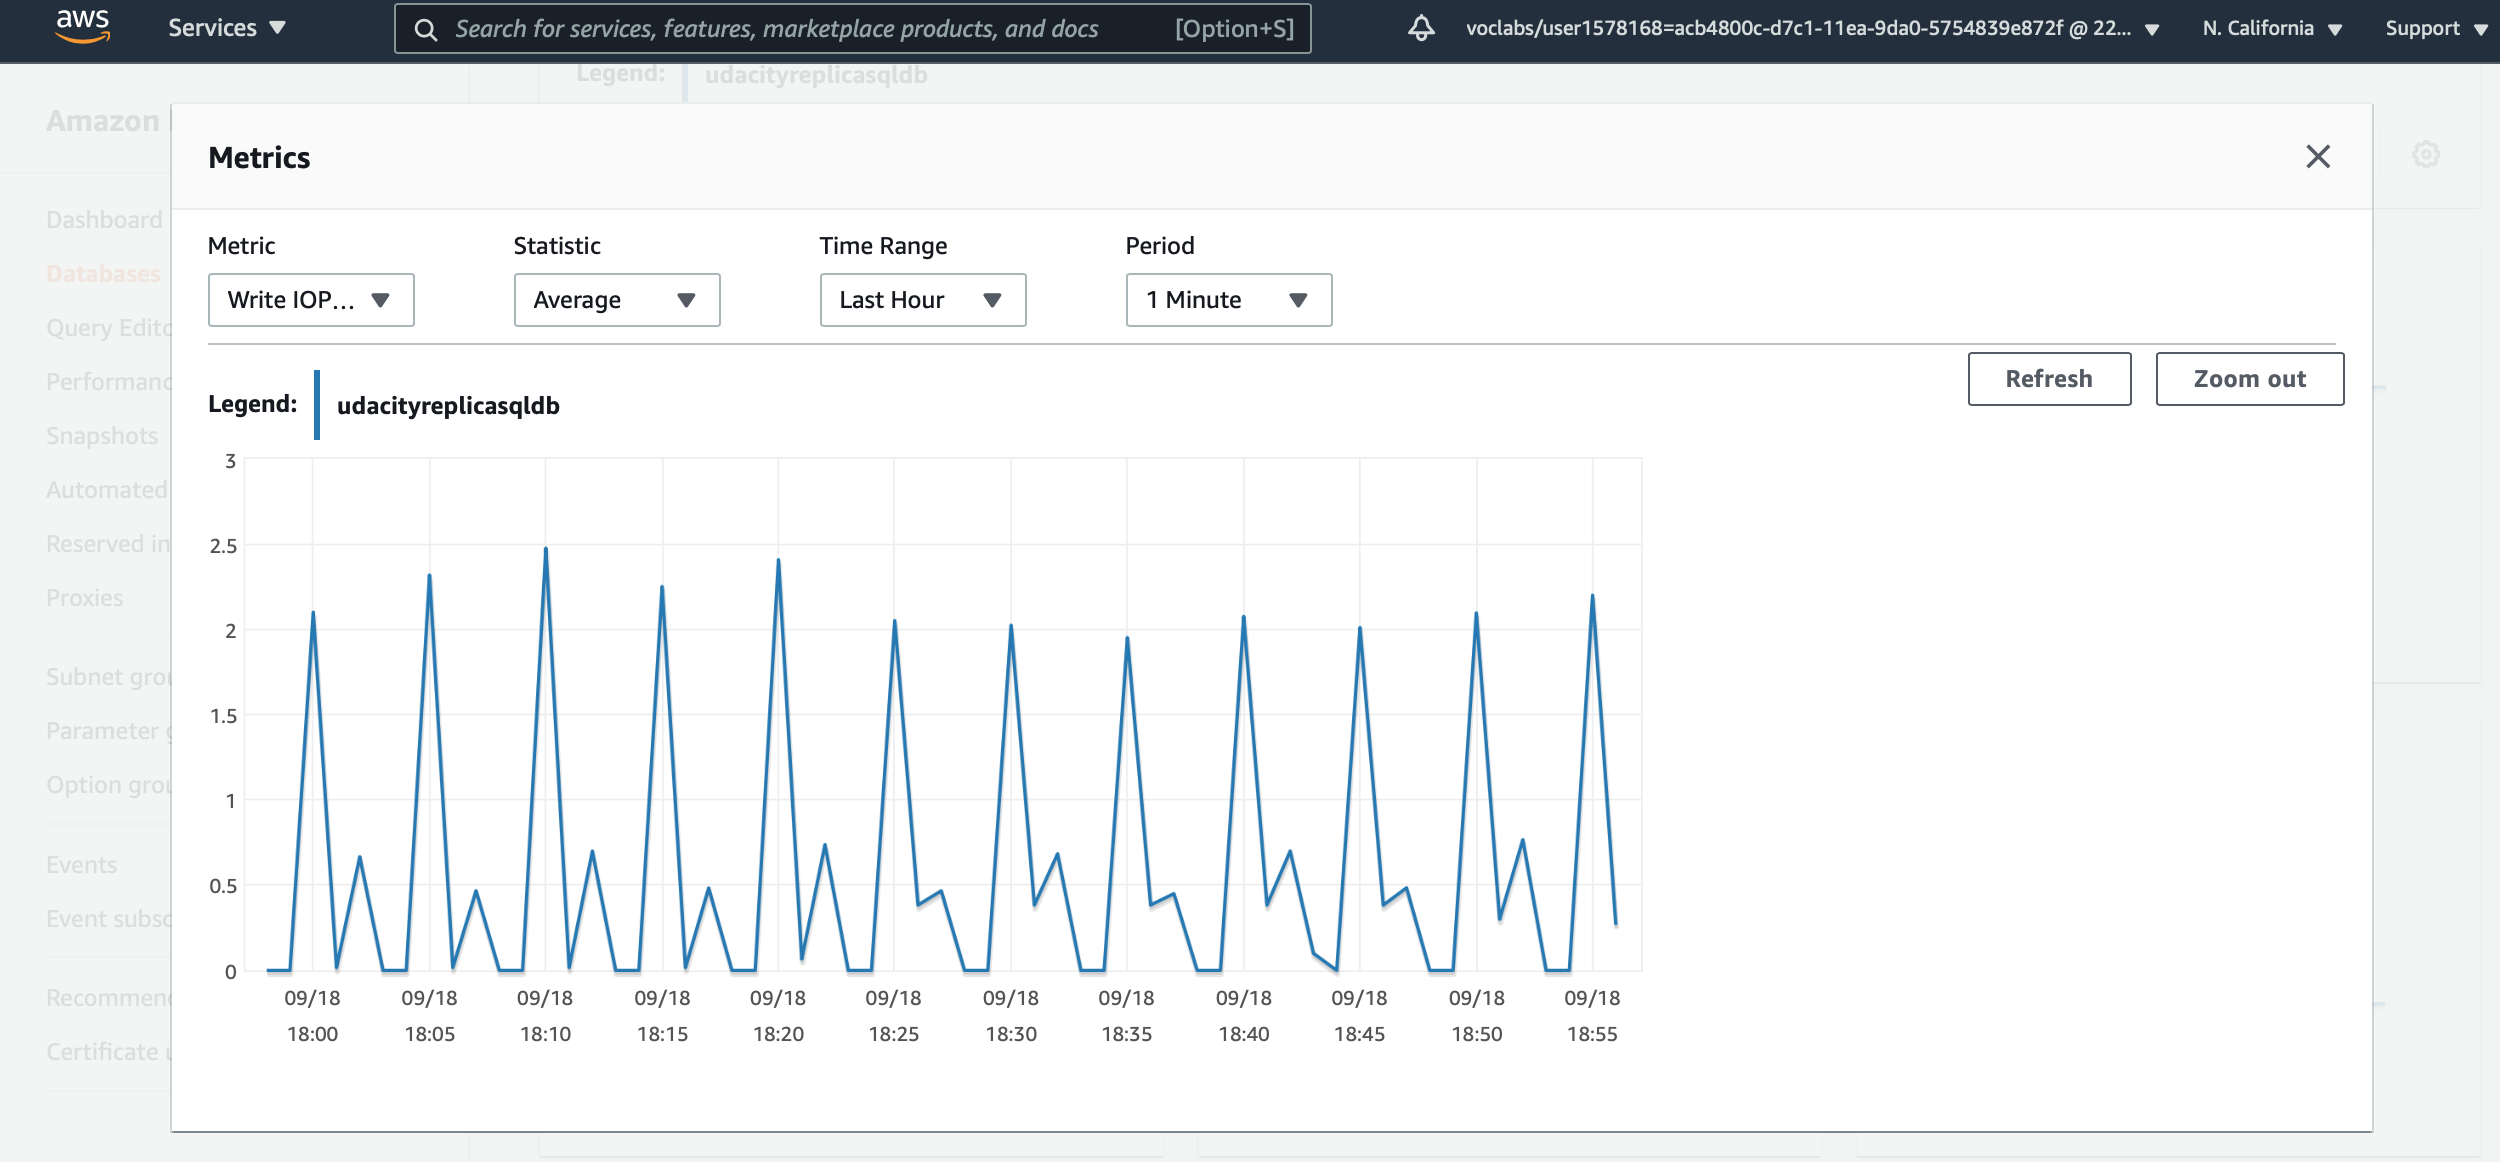 aws
Services
Search for services, features, marketplace products, and docs [Option+S]
voclabs/user1578168=acb4800c-d7c1-11ea-9da0-5754839e872f @ 22...
N. California
Support
Legend: udacityreplicasqldb
Amazon
Dashboard
Databases
Query Edito
Performanc
Snapshots
Automated
Reserved in
Proxies
Subnet grou
Parameter g
Option grou
Events
Event subsc
Recommend
Certificate u
Metrics
Metric Statistic Time Range Period
Write IOP... Average Last Hour 1 Minute
Refresh Zoom out
Legend: udacityreplicasqldb
3
2.5
2
1.5
1
0.5
0
09/18 09/18 09/18 09/18 09/18 09/18 09/18 09/18 09/18 09/18 09/18 09/18
18:00 18:05 18:10 18:15 18:20 18:25 18:30 18:35 18:40 18:45 18:50 18:55